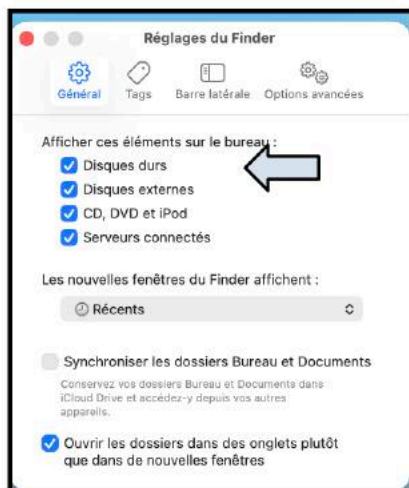 Réglages du Finder
Général Tags Barre latérale Options avancées
Afficher ces éléments sur le bureau :
Disques durs
Disques externes
CD, DVD et iPod
Serveurs connectés
Les nouvelles fenêtres du Finder affichent :
Récents
Synchroniser les dossiers Bureau et Documents
Conservez vos dossiers Bureau et Documents dans
iCloud Drive et accédez-y depuis vos autres
appareils.
Ouvrir les dossiers dans des onglets plutôt
que dans de nouvelles fenêtres